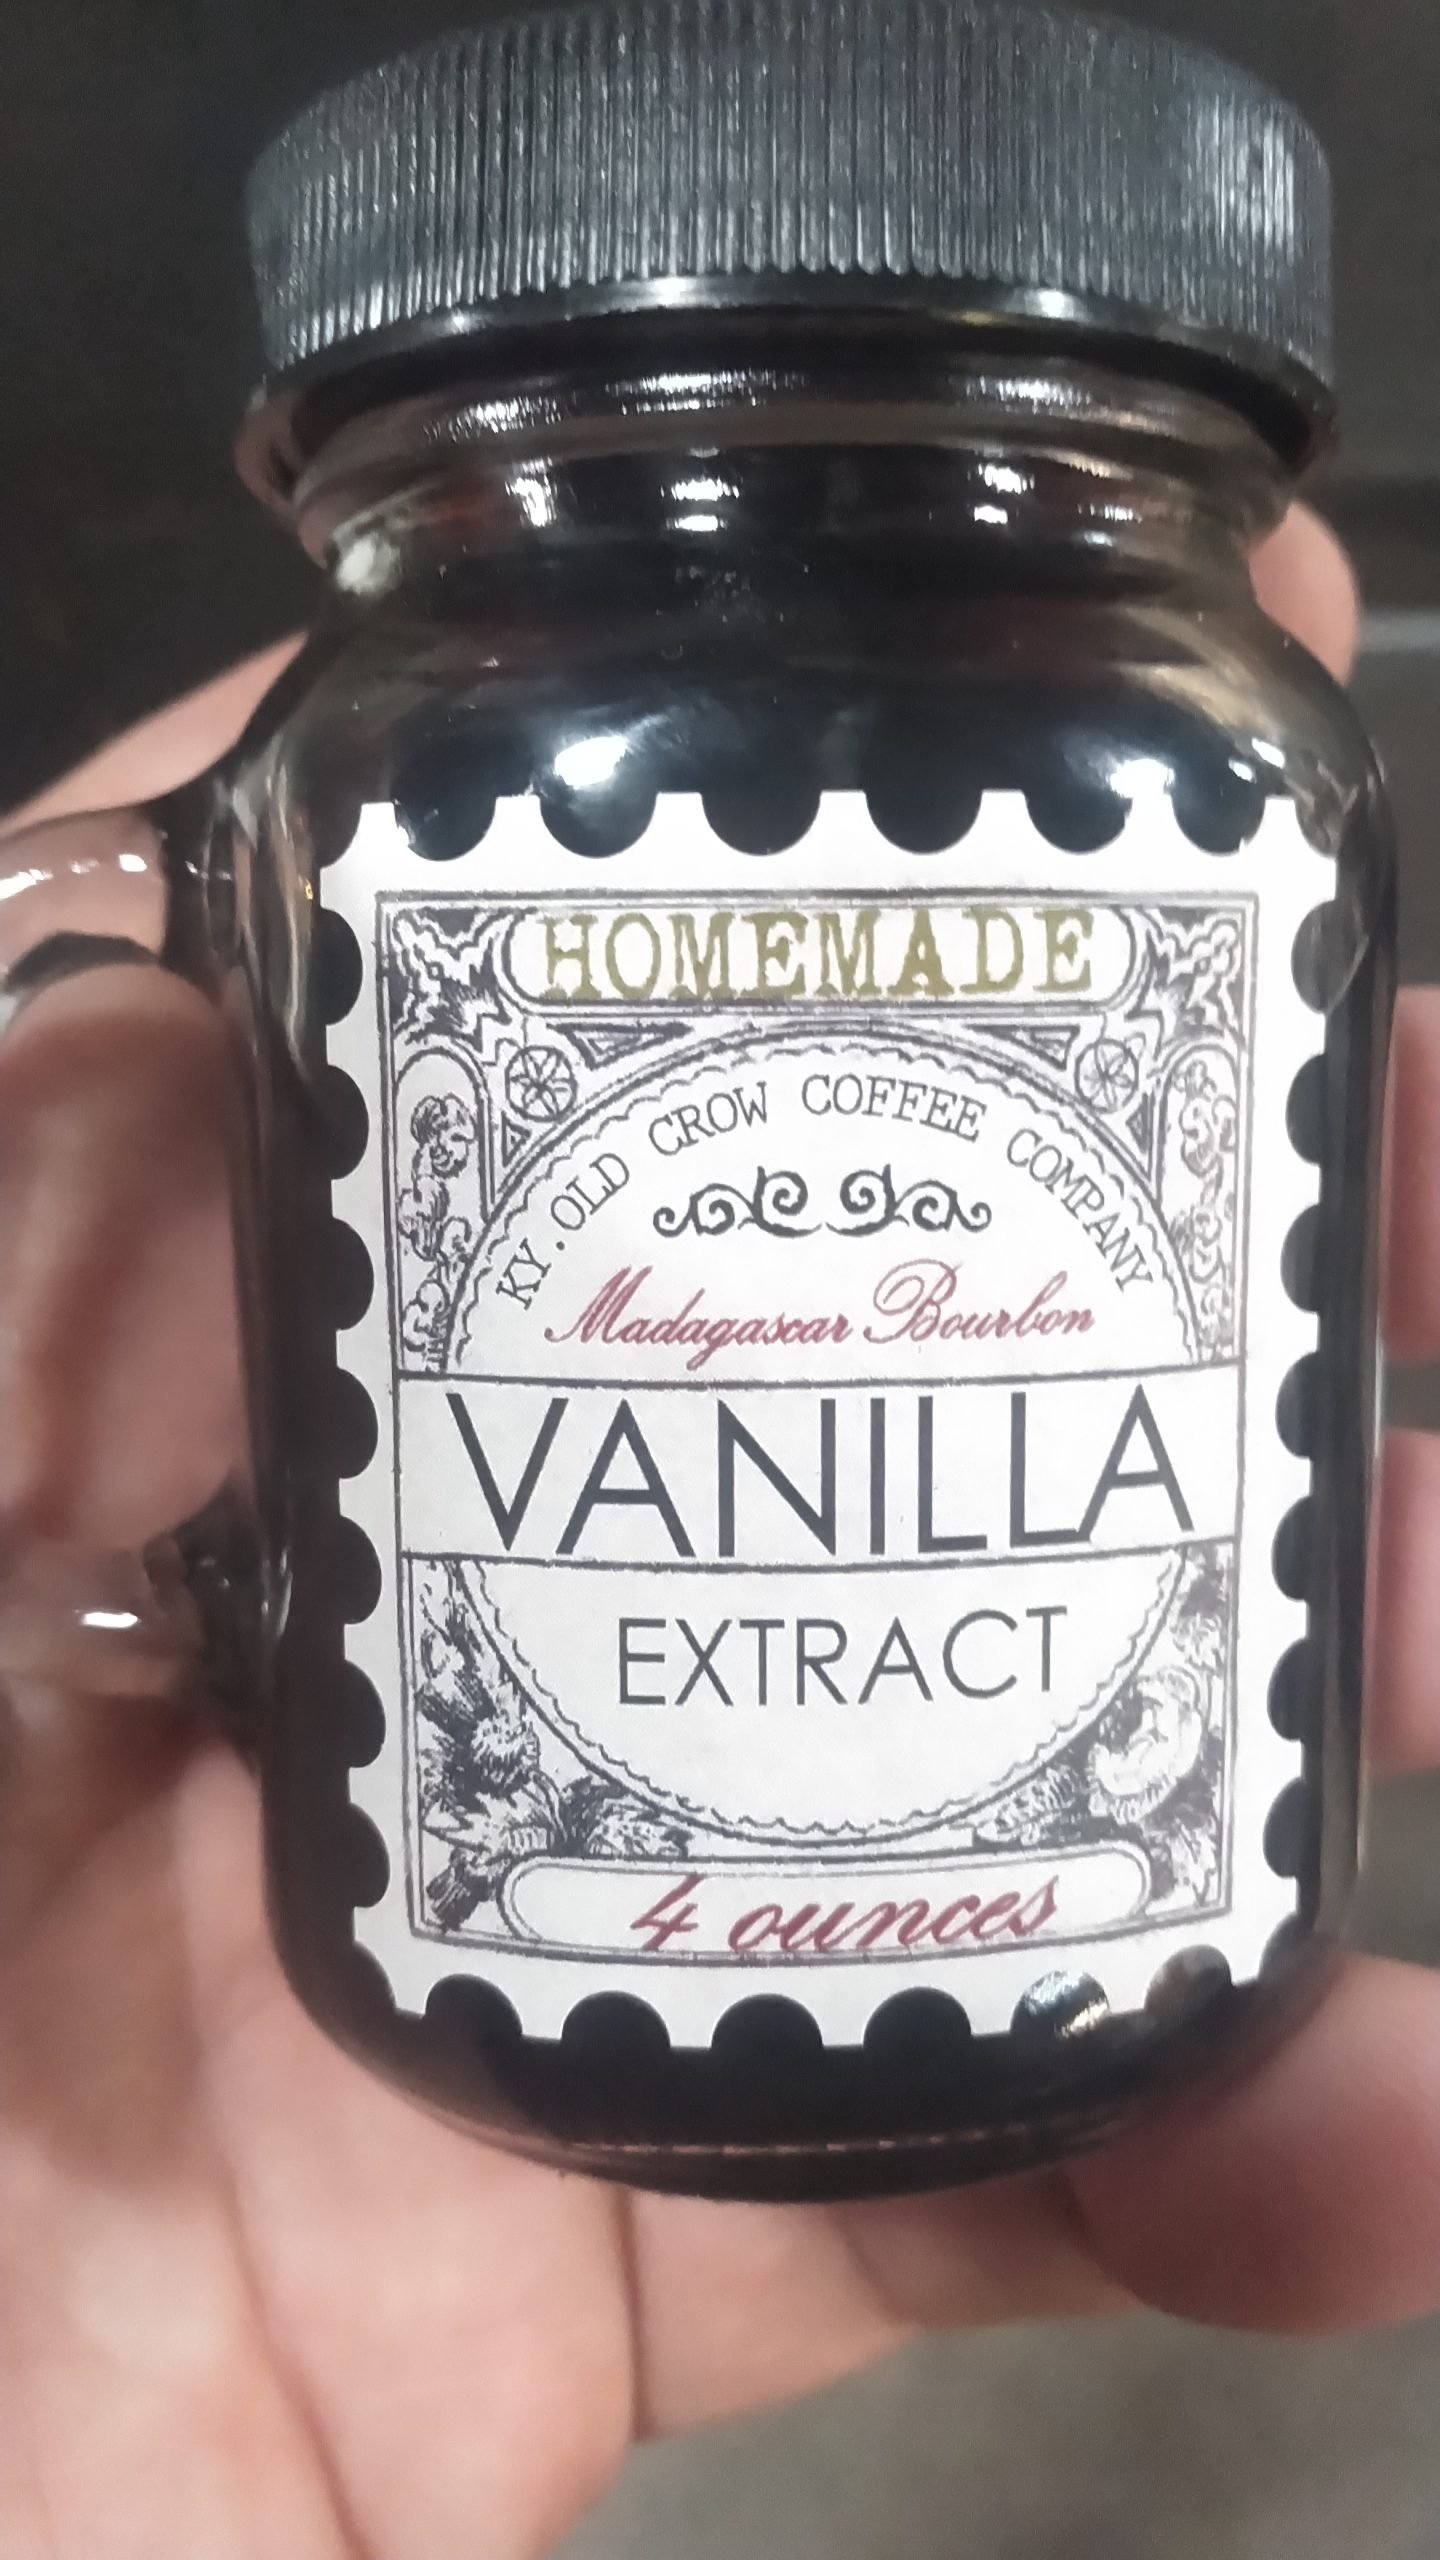 HOMEMADE
KY. OLD CROW COFFEE COMPANY
Madagascar Bourbon
VANILLA
EXTRACT
4 ounces